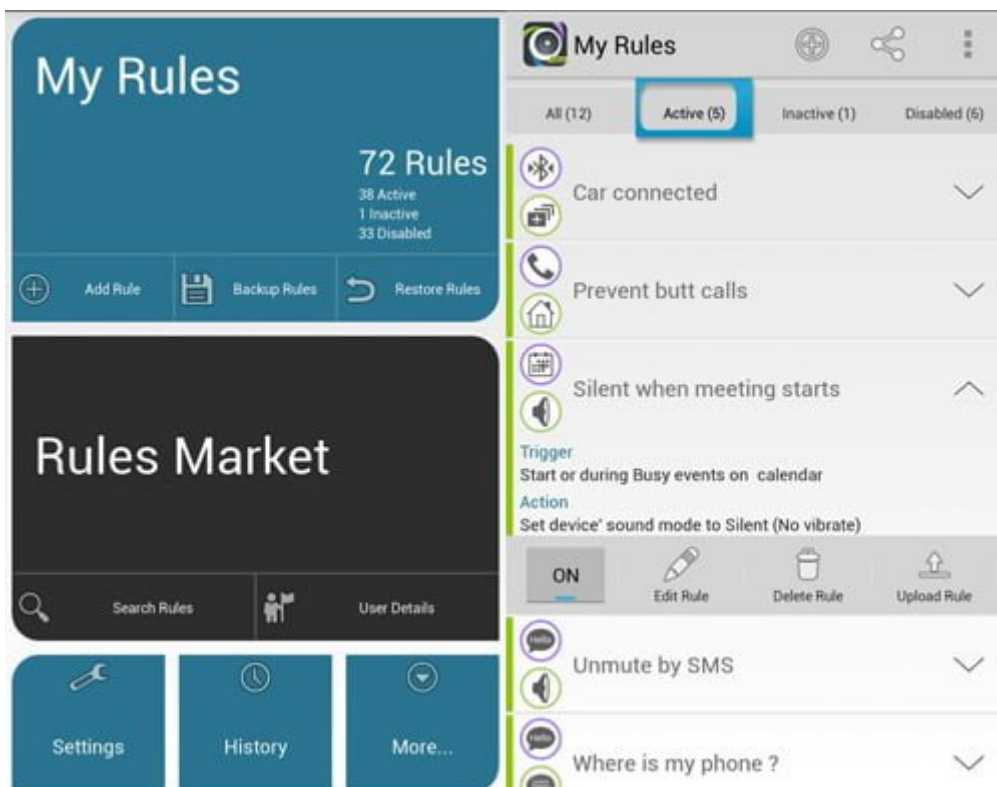 My Rules
72 Rules
38 Active
1 Inactive
33 Disabled
Add Rule
Backup Rules
Restore Rules
Rules Market
Search Rules
User Details
Settings
History
More...
My Rules
All (12)
Active (5)
Inactive (1)
Disabled (6)
Car connected
Prevent butt calls
Silent when meeting starts
Trigger
Start or during Busy events on calendar
Action
Set device' sound mode to Silent (No vibrate)
ON
Edit Rule
Delete Rule
Upload Rule
Hello
Unmute by SMS
Hello
Where is my phone ?